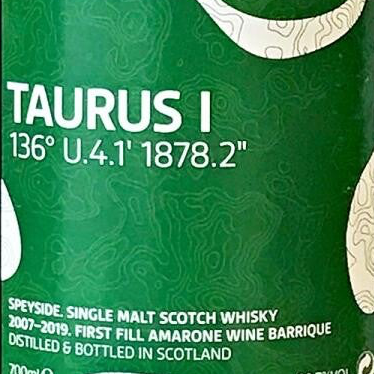 TAURUS I
136° U.4.1' 1878.2"
SPEYSIDE. SINGLE MALT SCOTCH WHISKY
2007-2019. FIRST FILL AMARONE WINE BARRIQUE
DISTILLED & BOTTLED IN SCOTLAND
700ml